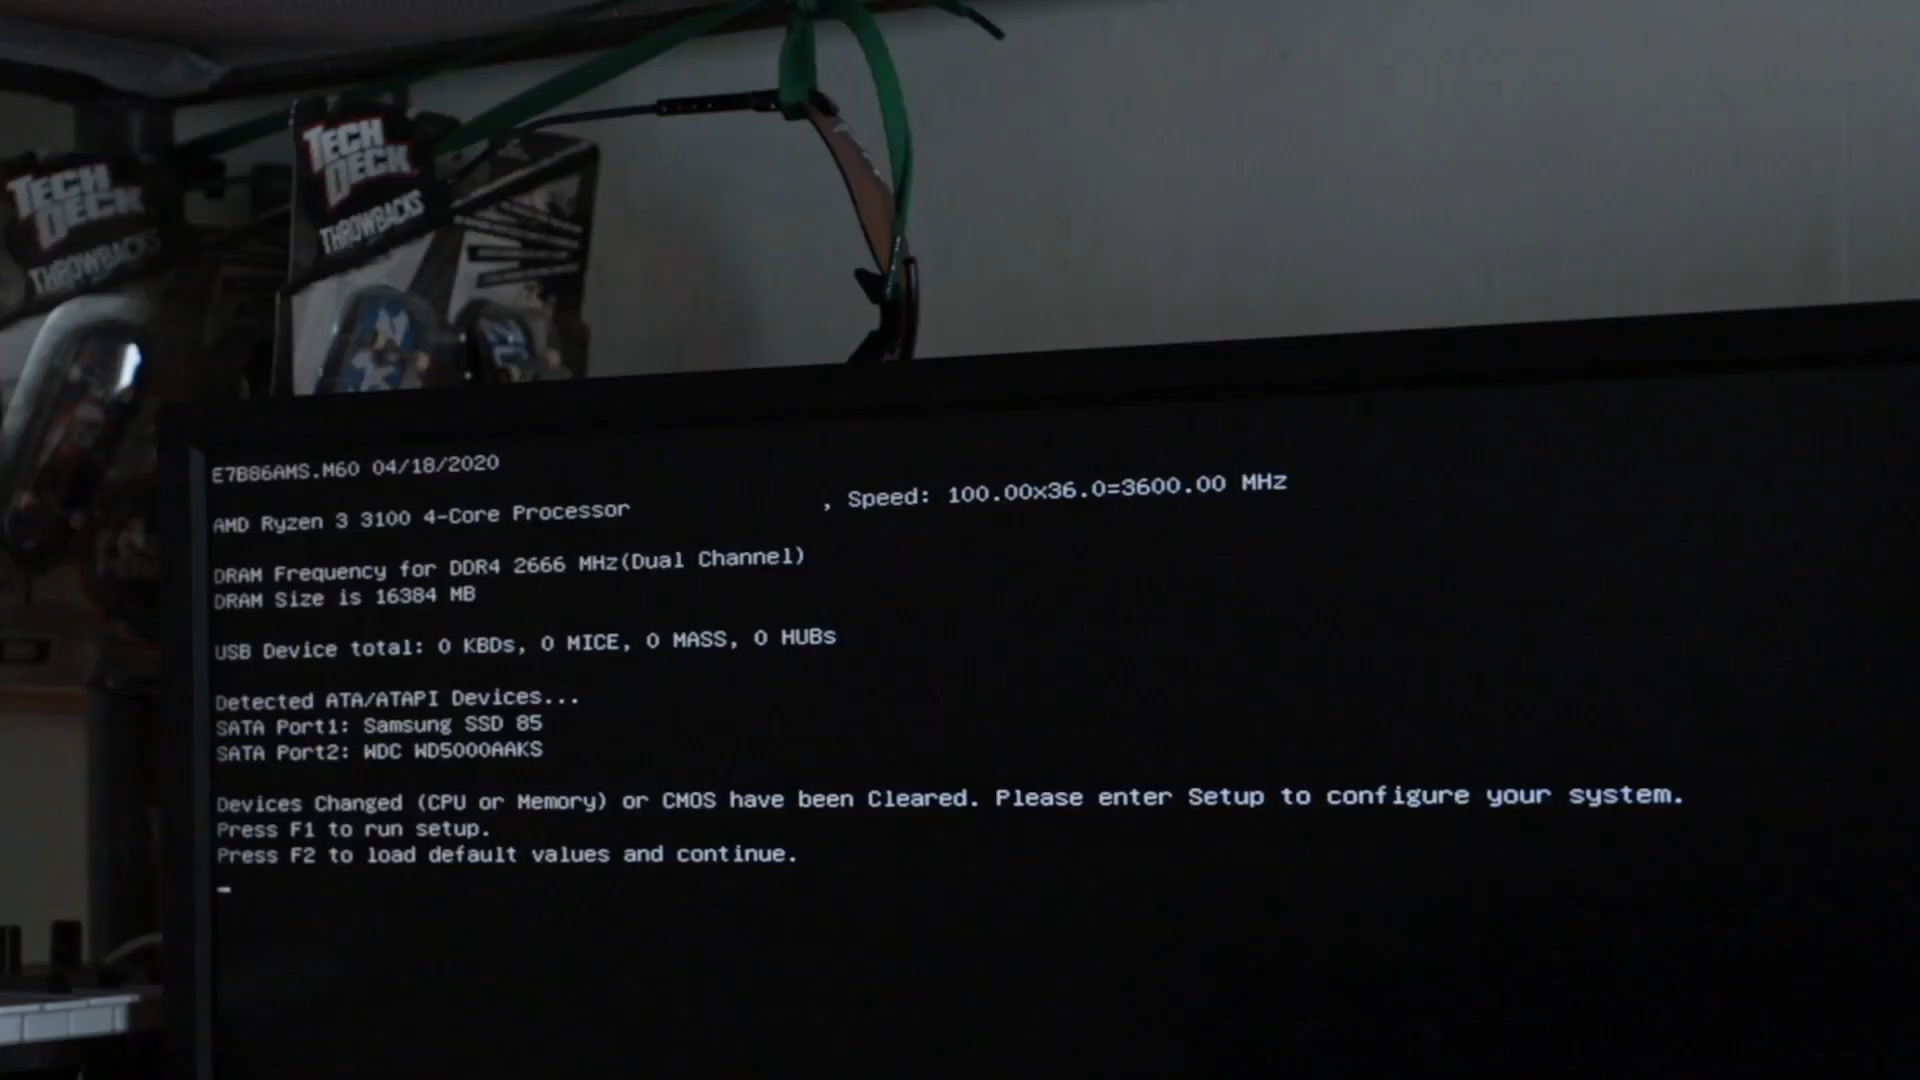 TECH
DECK
THROWBACKS
TECH
DECK
THROWBACKS
E7B86AMS.M60 04/18/2020
AMD Ryzen 3 3100 4-Core Processor , Speed: 100.00x36.0=3600.00 MHz
DRAM Frequency for DDR4 2666 MHz(Dual Channel)
DRAM Size is 16384 MB
USB Device total: 0 KBDs, 0 MICE, 0 MASS, 0 HUBs
Detected ATA/ATAPI Devices...
SATA Port1: Samsung SSD 85
SATA Port2: WDC WD5000AAKS
Devices Changed (CPU or Memory) or CMOS have been Cleared. Please enter Setup to configure your system.
Press F1 to run setup.
Press F2 to load default values and continue.